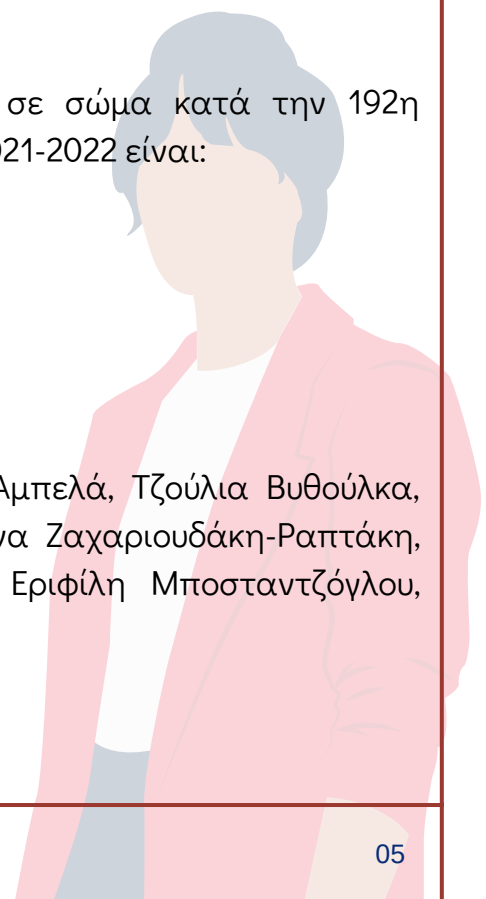 σε σώμα κατά την 192η
021-2022 είναι:
Αμπελά, Τζούλια Βυθούλκα,
να Ζαχαριουδάκη-Ραπτάκη,
Εριφίλη Μποσταντζόγλου,
05